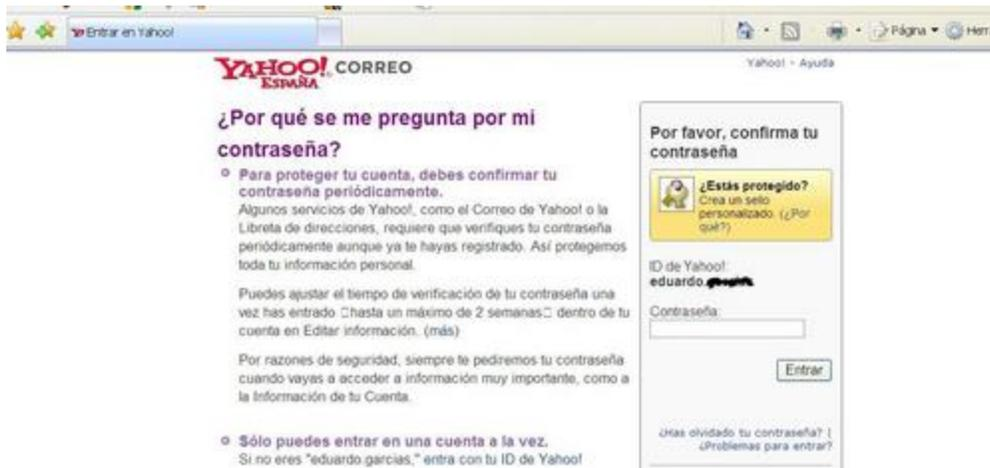 Entrar en Yahoo!
Página
YAHOO! CORREO
ESPAÑA
Yahoo! - Ayuda
¿Por qué se me pregunta por mi
contraseña?
Para proteger tu cuenta, debes confirmar tu
contraseña periódicamente.
Algunos servicios de Yahoo!, como el Correo de Yahoo! o la
Libreta de direcciones, requiere que verifiques tu contraseña
periódicamente aunque ya te hayas registrado. Así protegemos
toda tu información personal.
Puedes ajustar el tiempo de verificación de tu contraseña una
vez has entrado □hasta un máximo de 2 semanas□ dentro de tu
cuenta en Editar información. (más)
Por razones de seguridad, siempre te pediremos tu contraseña
cuando vayas a acceder a información muy importante, como a
la Información de tu Cuenta.
Sólo puedes entrar en una cuenta a la vez.
Si no eres "eduardo.garcias," entra con tu ID de Yahoo!
Por favor, confirma tu
contraseña
¿Estás protegido?
Crea un sello
personalizado. (¿Por
qué?)
ID de Yahoo!:
eduardo.
Contraseña:
Entrar
¿Has olvidado tu contraseña? |
¿Problemas para entrar?